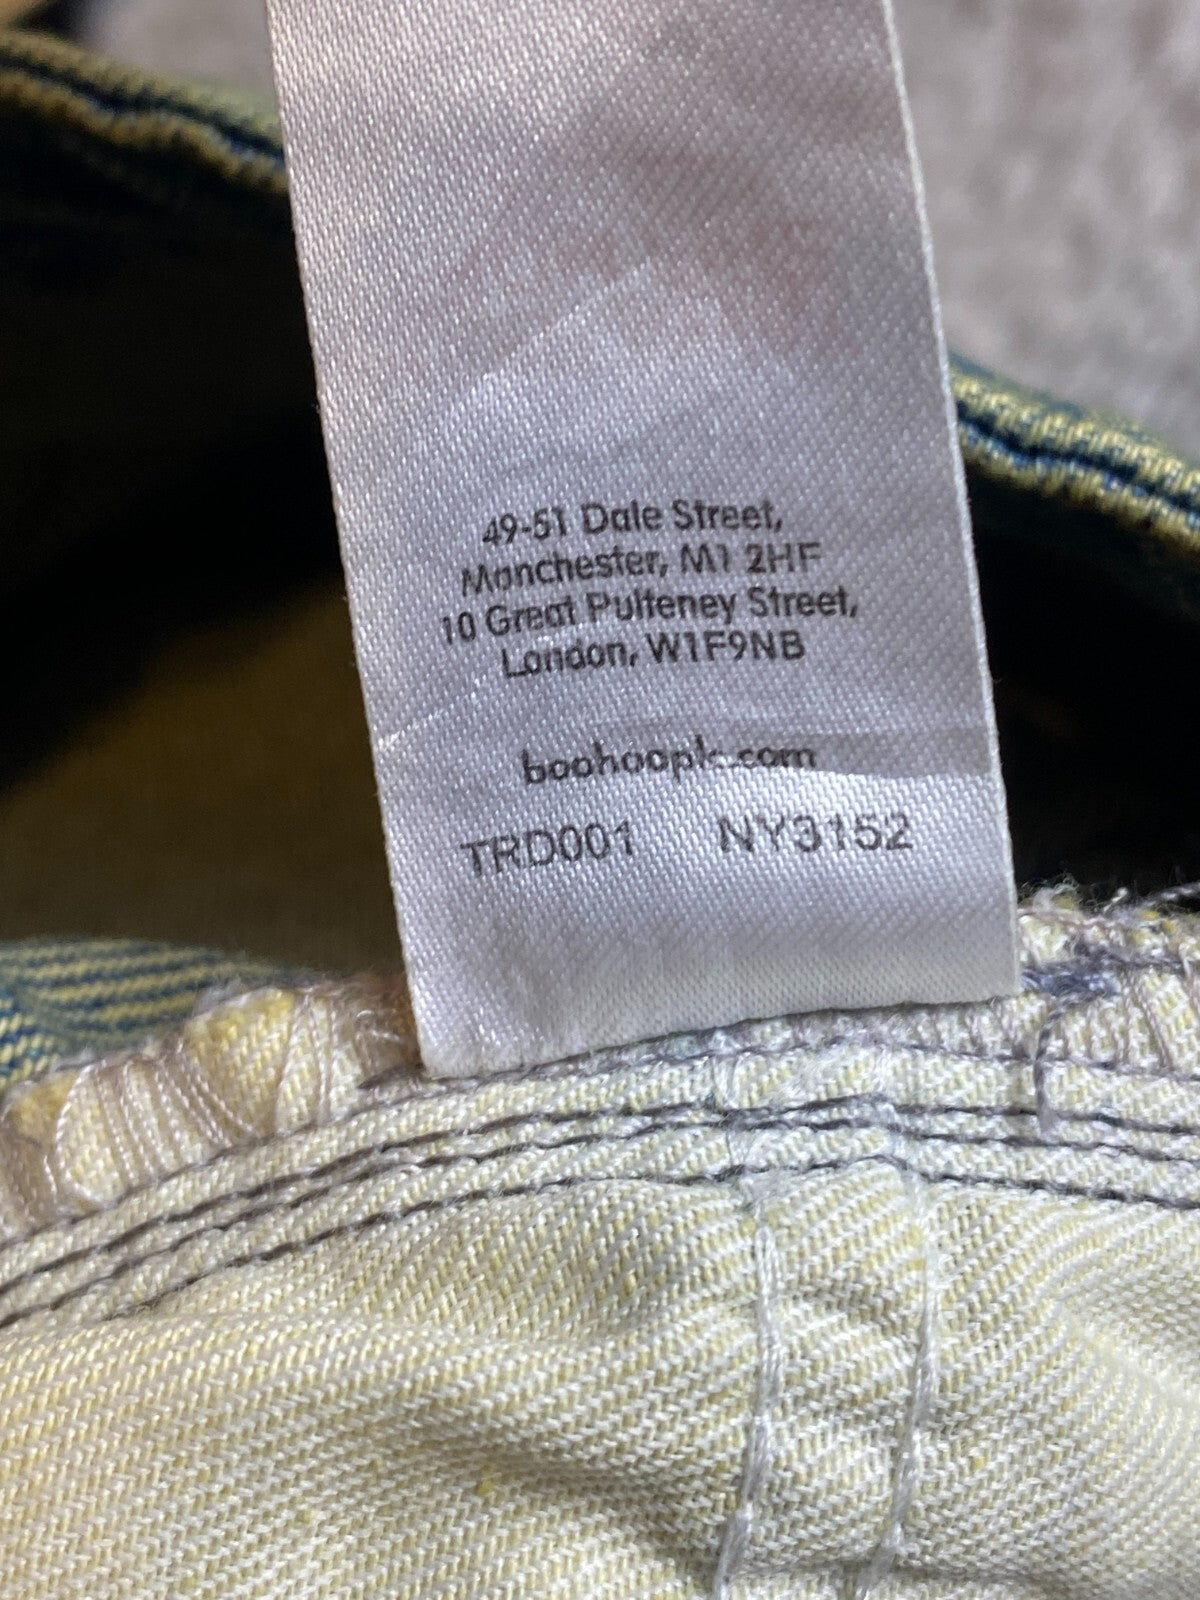 49-51 Dale Street,
Manchester, M1 2HF
10 Great Pulteney Street,
London, W1F9NB
boohooplc.com
TRD001 NY3152